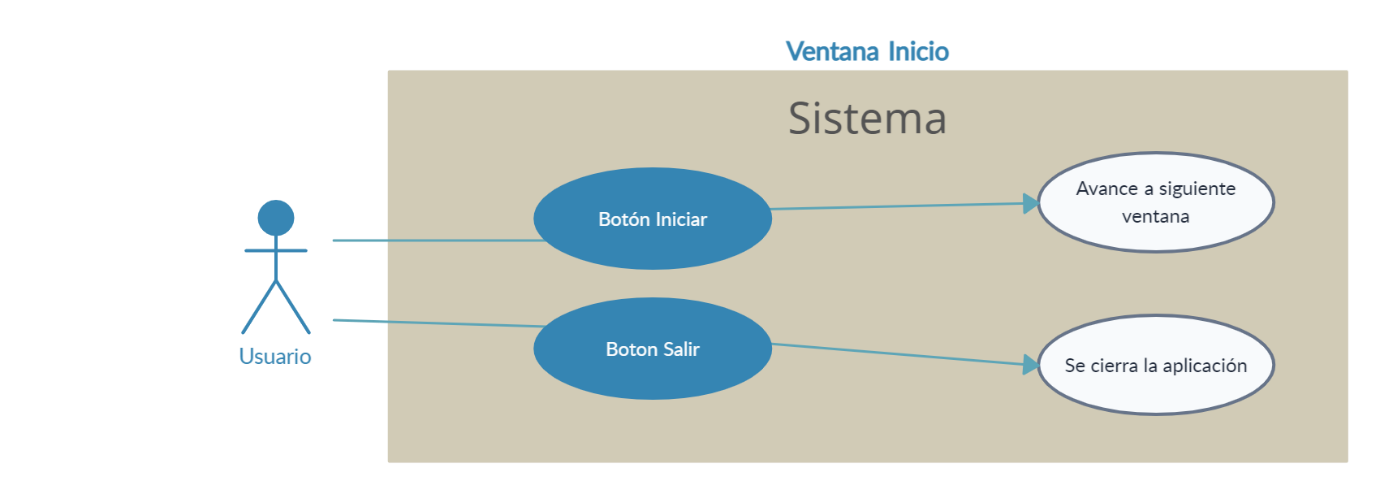 Ventana Inicio
Sistema
Botón Iniciar
Avance a siguiente
ventana
Usuario
Boton Salir
Se cierra la aplicación